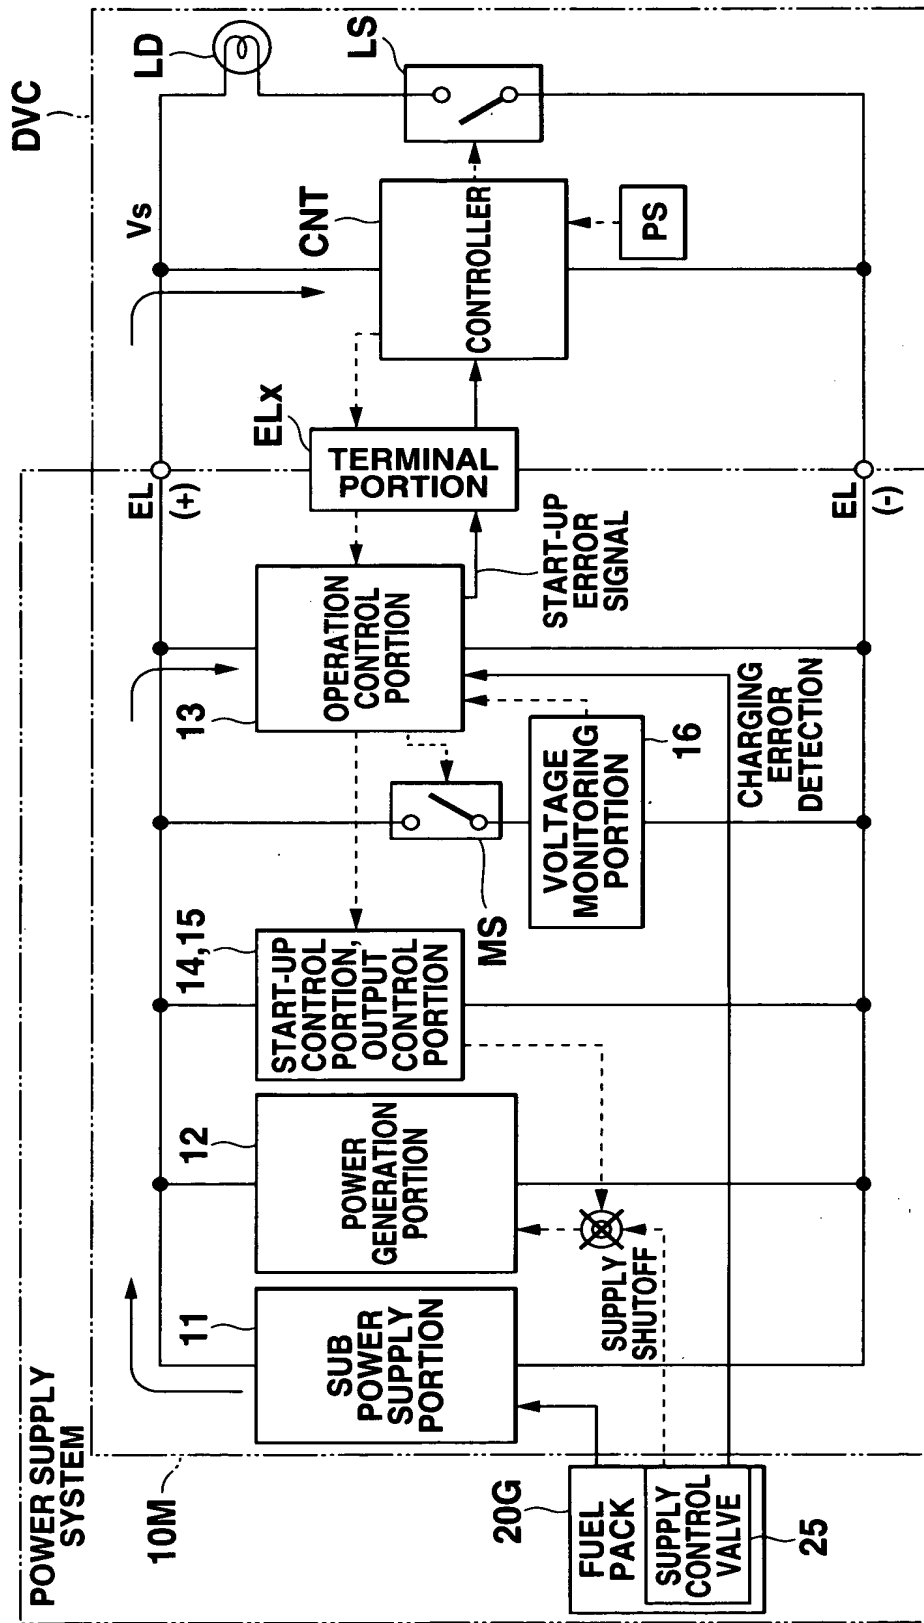 POWER SUPPLY
SYSTEM
DVC
10M
EL
(+)
Vs
LD
11
12
14,15
13
ELx
CNT
LS
SUB
POWER
SUPPLY
PORTION
POWER
GENERATION
PORTION
START-UP
CONTROL
PORTION,
OUTPUT
CONTROL
PORTION
OPERATION
CONTROL
PORTION
TERMINAL
PORTION
CONTROLLER
MS
START-UP
ERROR
SIGNAL
PS
20G
FUEL
PACK
SUPPLY
CONTROL
VALVE
25
SUPPLY
SHUTOFF
VOLTAGE
MONITORING
PORTION
16
CHARGING
ERROR
DETECTION
EL
(-)